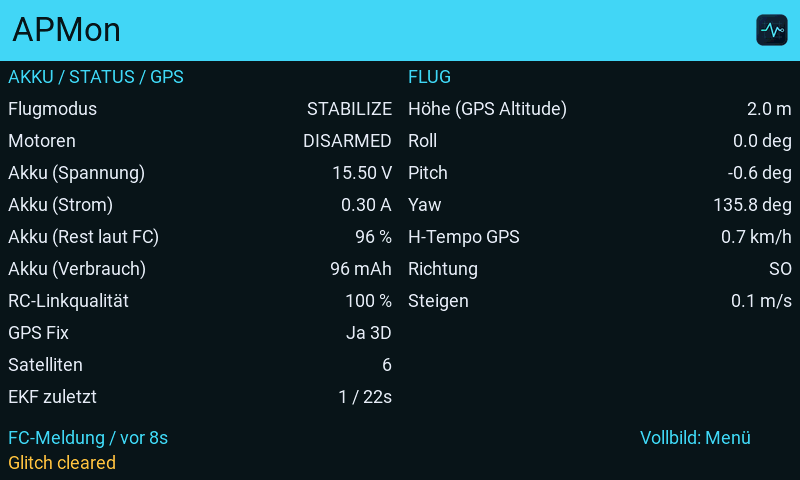 APMon
AKKU / STATUS / GPS
Flugmodus STABILIZE
Motoren DISARMED
Akku (Spannung) 15.50 V
Akku (Strom) 0.30 A
Akku (Rest laut FC) 96 %
Akku (Verbrauch) 96 mAh
RC-Linkqualität 100 %
GPS Fix Ja 3D
Satelliten 6
EKF zuletzt 1 / 22s
FLUG
Höhe (GPS Altitude) 2.0 m
Roll 0.0 deg
Pitch -0.6 deg
Yaw 135.8 deg
H-Tempo GPS 0.7 km/h
Richtung SO
Steigen 0.1 m/s
FC-Meldung / vor 8s
Glitch cleared
Vollbild: Menü